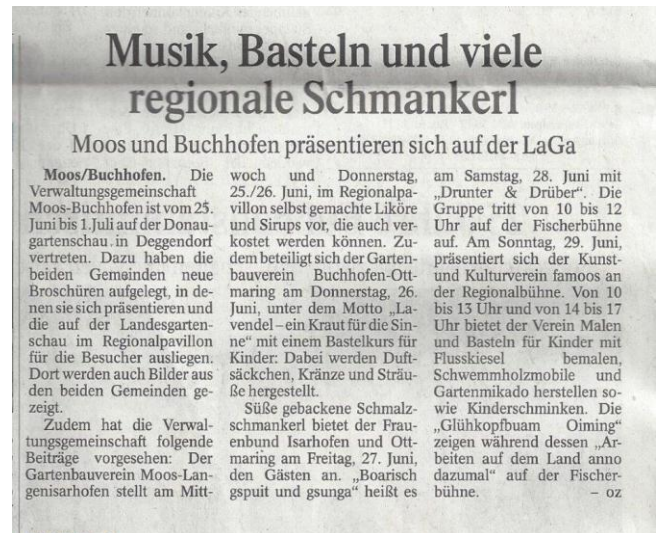 Musik, Basteln und viele
regionale Schmankerl
Moos und Buchhofen präsentieren sich auf der LaGa
Moos/Buchhofen. Die
Verwaltungsgemeinschaft
Moos-Buchhofen ist vom 25.
Juni bis 1.Juli auf der Donau-
gartenschau in Deggendorf
vertreten. Dazu haben die
beiden Gemeinden neue
Broschüren aufgelegt, in de-
nen sie sich präsentieren und
die auf der Landesgarten-
schau im Regionalpavillon
für die Besucher ausliegen.
Dort werden auch Bilder aus
den beiden Gemeinden ge-
zeigt.
Zudem hat die Verwal-
tungsgemeinschaft folgende
Beiträge vorgesehen: Der
Gartenbauverein Moos-Lan-
genisarhofen stellt am Mitt-
woch und Donnerstag,
25./26. Juni, im Regionalpa-
villon selbst gemachte Liköre
und Sirups vor, die auch ver-
kostet werden können. Zu-
dem beteiligt sich der Garten-
bauverein Buchhofen-Ott-
maring am Donnerstag, 26.
Juni, unter dem Motto „La-
vendel – ein Kraut für die Sin-
ne“ mit einem Bastelkurs für
Kinder: Dabei werden Duft-
säckchen, Kränze und Sträu-
ße hergestellt.
Süße gebackene Schmalz-
schmankerl bietet der Frau-
enbund Isarhofen und Ott-
maring am Freitag, 27. Juni,
den Gästen an. „Boarisch
gspuit und gsunga“ heißt es
am Samstag, 28. Juni mit
„Drunter & Drüber“. Die
Gruppe tritt von 10 bis 12
Uhr auf der Fischerbühne
auf. Am Sonntag, 29. Juni,
präsentiert sich der Kunst-
und Kulturverein famoos an
der Regionalbühne. Von 10
bis 13 Uhr und von 14 bis 17
Uhr bietet der Verein Malen
und Basteln für Kinder mit
Flusskiesel bemalen,
Schwemmholzmobile und
Gartenmikado herstellen so-
wie Kinderschminken. Die
„Glühkopfbuam Oiming“
zeigen während dessen „Ar-
beiten auf dem Land anno
dazumal“ auf der Fischer-
bühne. – oz